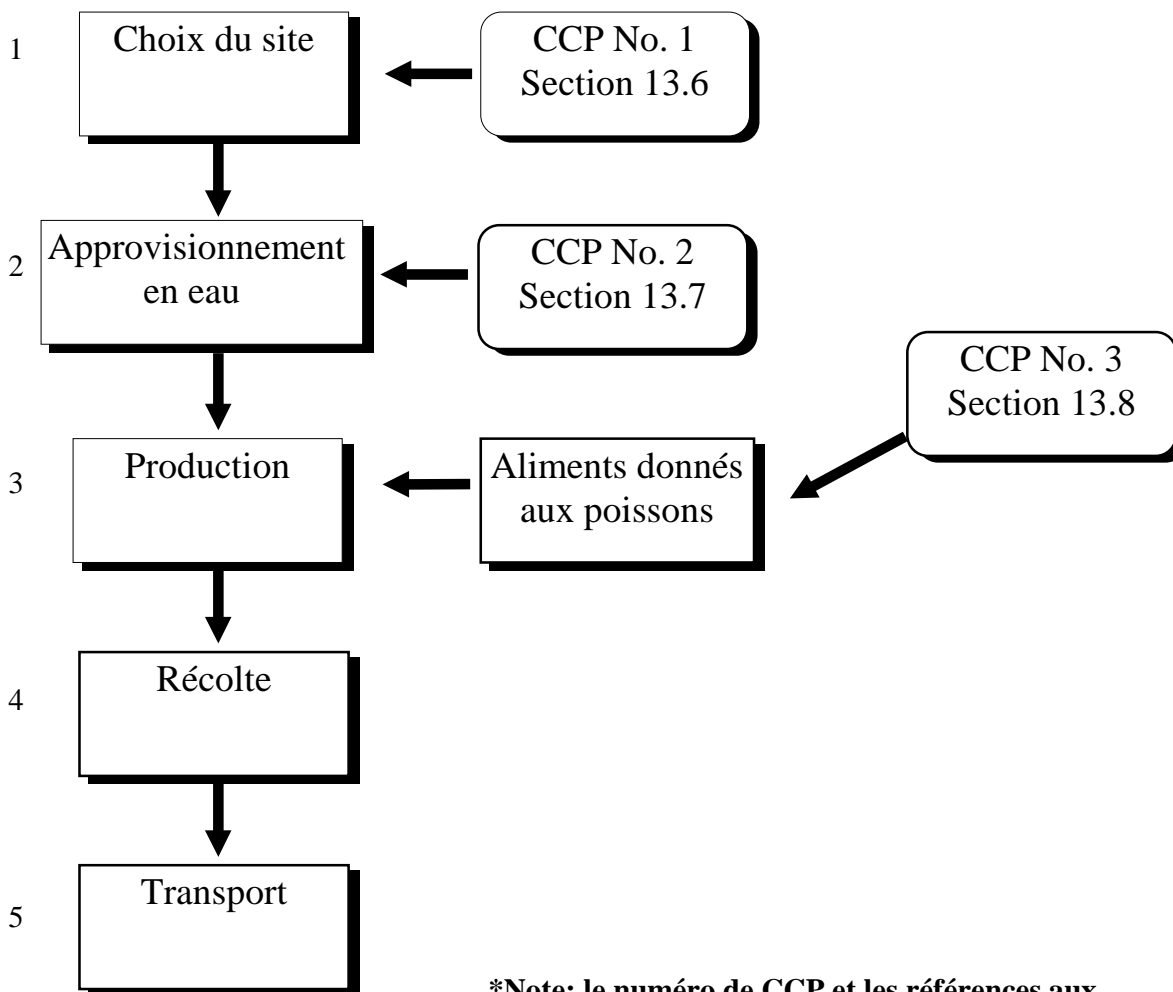 1
Choix du site
CCP No. 1
Section 13.6
2
Approvisionnement
en eau
CCP No. 2
Section 13.7
CCP No. 3
Section 13.8
3
Production
Aliments donnés
aux poissons
4
Récolte
5
Transport
*Note: le numéro de CCP et les références aux